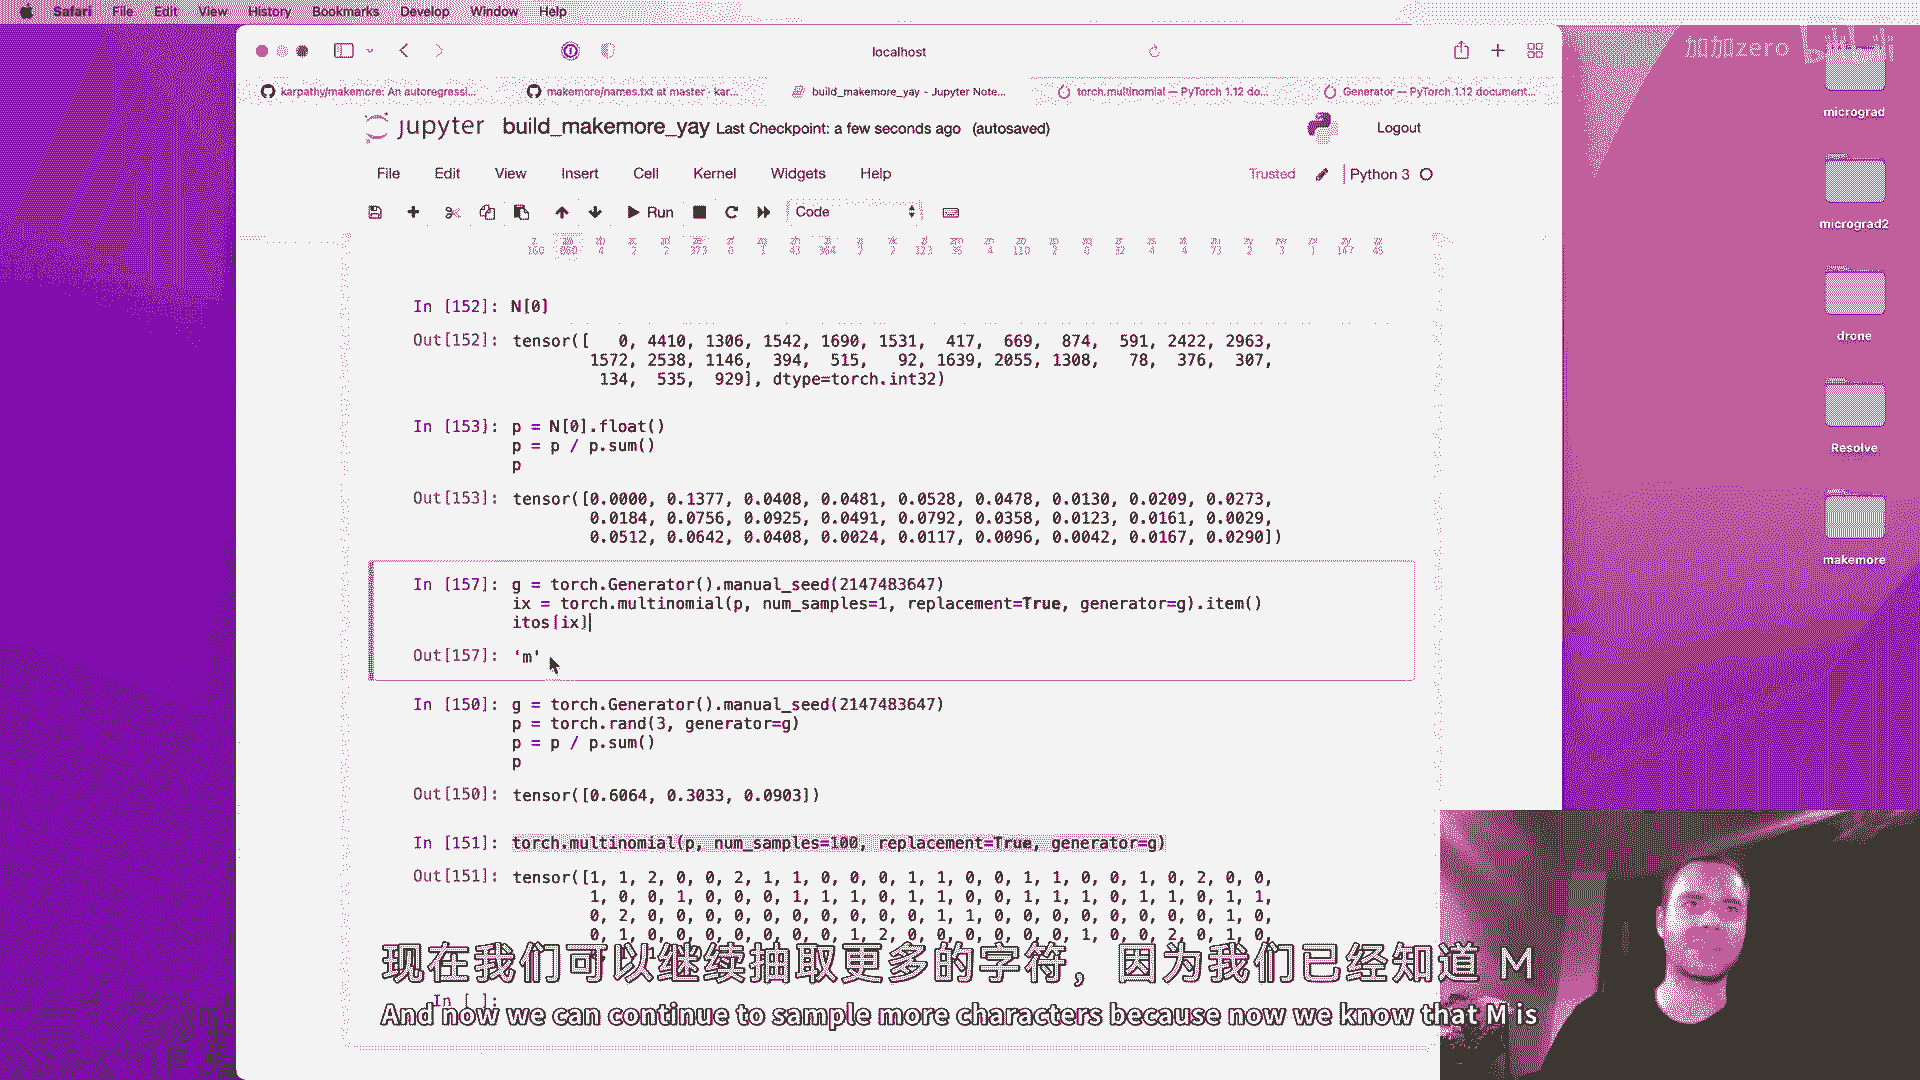 Safari File Edit View History Bookmarks Develop Window Help
localhost
加加zero
karpathy/makemore: An autoregressi...
makemore/names.txt at master · kar...
build_makemore_yay - Jupyter Note...
torch.multinomial — PyTorch 1.12 do...
Generator — PyTorch 1.12 document...
jupyter build_makemore_yay Last Checkpoint: a few seconds ago (autosaved)
Logout
File Edit View Insert Cell Kernel Widgets Help
Trusted Python 3
Run Code
In [152]: N[0]
Out[152]: tensor([ 0, 4410, 1306, 1542, 1690, 1531, 417, 669, 874, 591, 2422, 2963,
1572, 2538, 1146, 394, 515, 92, 1639, 2055, 1308, 78, 376, 307,
134, 535, 929], dtype=torch.int32)
In [153]: p = N[0].float()
p = p / p.sum()
p
Out[153]: tensor([0.0000, 0.1377, 0.0408, 0.0481, 0.0528, 0.0478, 0.0130, 0.0209, 0.0273,
0.0184, 0.0756, 0.0925, 0.0491, 0.0792, 0.0358, 0.0123, 0.0161, 0.0029,
0.0512, 0.0642, 0.0408, 0.0024, 0.0117, 0.0096, 0.0042, 0.0167, 0.0290])
In [157]: g = torch.Generator().manual_seed(2147483647)
ix = torch.multinomial(p, num_samples=1, replacement=True, generator=g).item()
itos[ix]
Out[157]: 'm'
In [150]: g = torch.Generator().manual_seed(2147483647)
p = torch.rand(3, generator=g)
p = p / p.sum()
p
Out[150]: tensor([0.6064, 0.3033, 0.0903])
In [151]: torch.multinomial(p, num_samples=100, replacement=True, generator=g)
Out[151]: tensor([1, 1, 2, 0, 0, 2, 1, 1, 0, 0, 0, 1, 1, 0, 0, 1, 1, 0, 0, 1, 0, 2, 0, 0,
1, 0, 0, 1, 0, 0, 0, 1, 1, 1, 0, 1, 1, 0, 0, 1, 1, 1, 0, 1, 1, 0, 1, 1,
0, 2, 0, 0, 0, 0, 0, 0, 0, 0, 0, 1, 1, 0, 0, 0, 0, 0, 0, 0, 0, 0, 1, 0,
0, 1, 0, 0, 0, 0, 0, 0, 1, 2, 0, 0, 0, 0, 0, 0, 1, 0, 0, 2, 0, 1, 0,
In [ ]:
现在我们可以继续抽取更多的字符，因为我们已经知道 M
And now we can continue to sample more characters because now we know that M is
micrograd
micrograd2
drone
Resolve
makemore